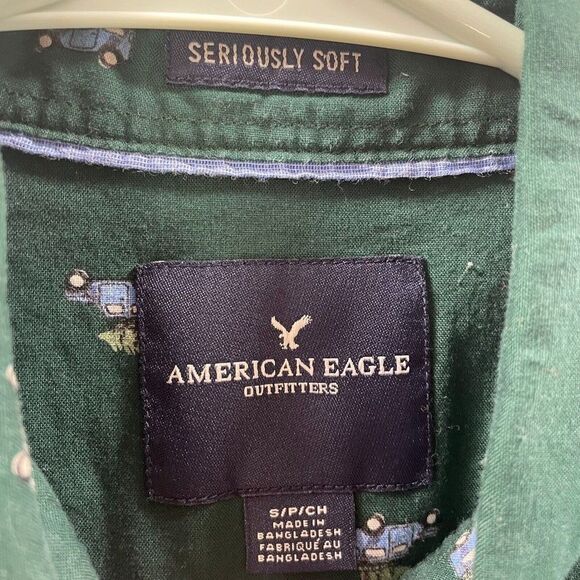 SERIOUSLY SOFT
AMERICAN EAGLE
OUTFITTERS
S/P/CH
MADE IN
BANGLADESH
FABRIQUÉ AU
BANGLADESH